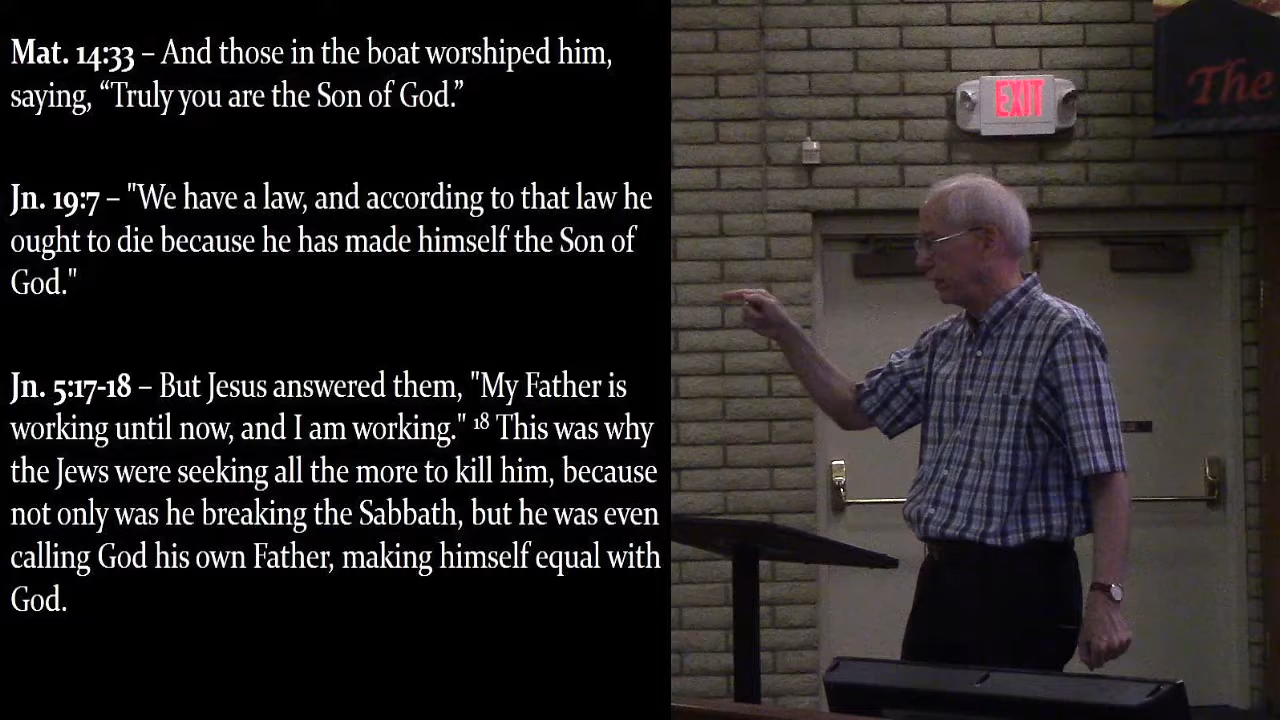 Mat. 14:33 – And those in the boat worshiped him,
saying, “Truly you are the Son of God.”
Jn. 19:7 – "We have a law, and according to that law he
ought to die because he has made himself the Son of
God."
Jn. 5:17-18 – But Jesus answered them, "My Father is
working until now, and I am working." ¹⁸ This was why
the Jews were seeking all the more to kill him, because
not only was he breaking the Sabbath, but he was even
calling God his own Father, making himself equal with
God.
EXIT
The